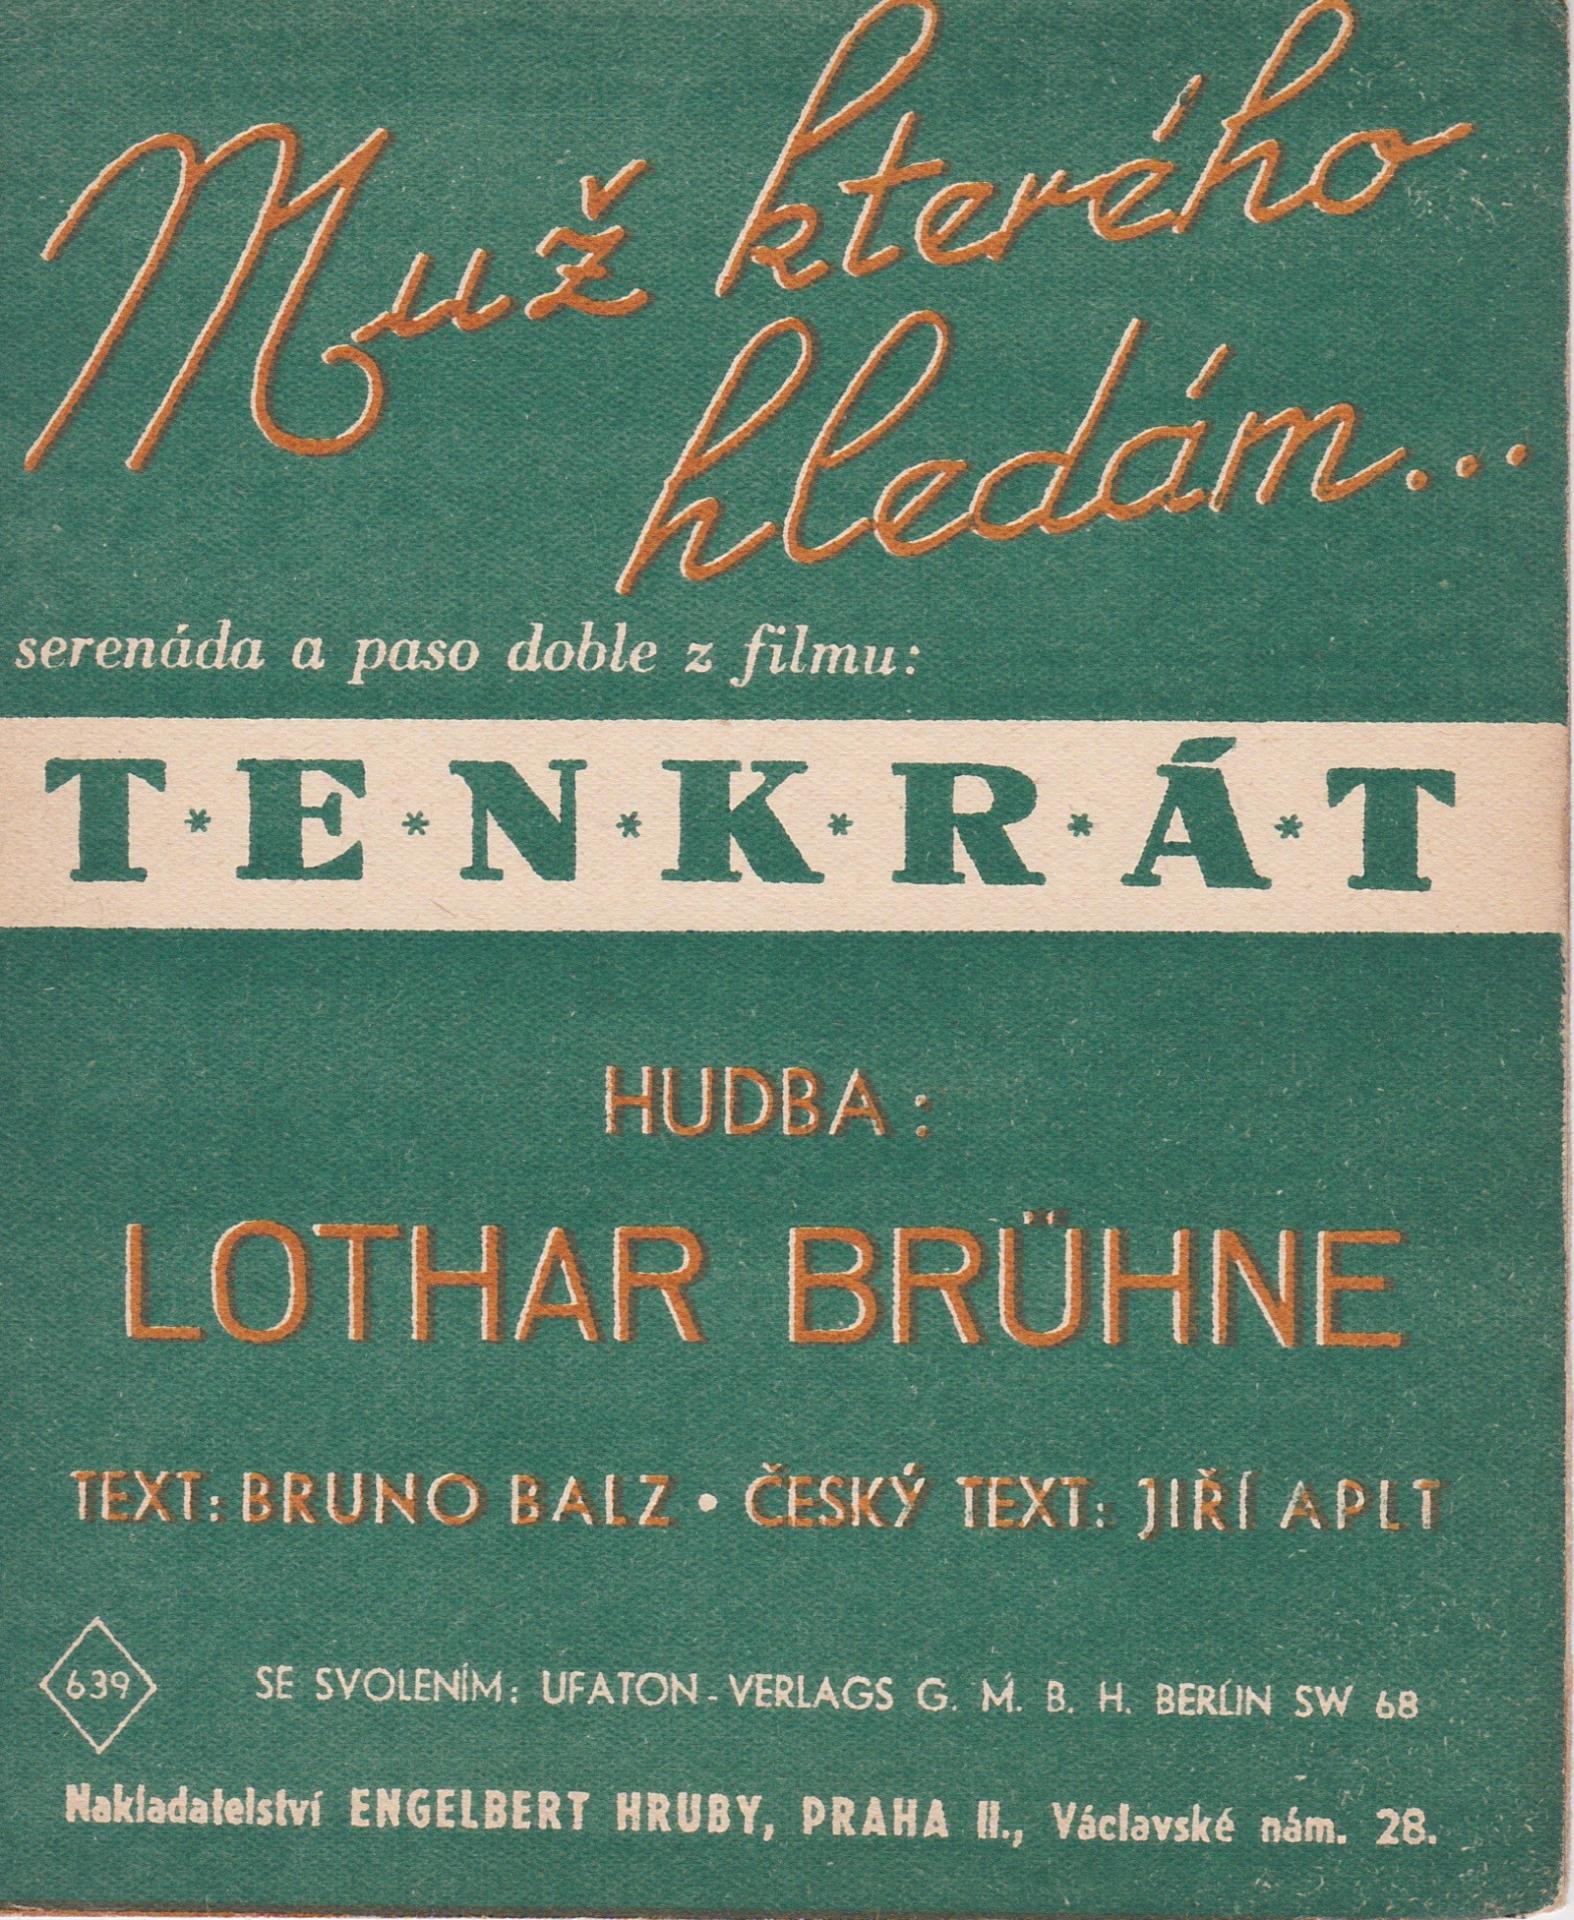 Muž kterého
hledám...
serenáda a paso doble z filmu:
T*E*N*K*R*Á*T
HUDBA:
LOTHAR BRÜHNE
TEXT: BRUNO BALZ • ČESKÝ TEXT: JIŘÍ APLT
639
SE SVOLENÍM: UFATON-VERLAGS G. M. B. H. BERLIN SW 68
Nakladatelství ENGELBERT HRUBY, PRAHA II., Václavské nám. 28.